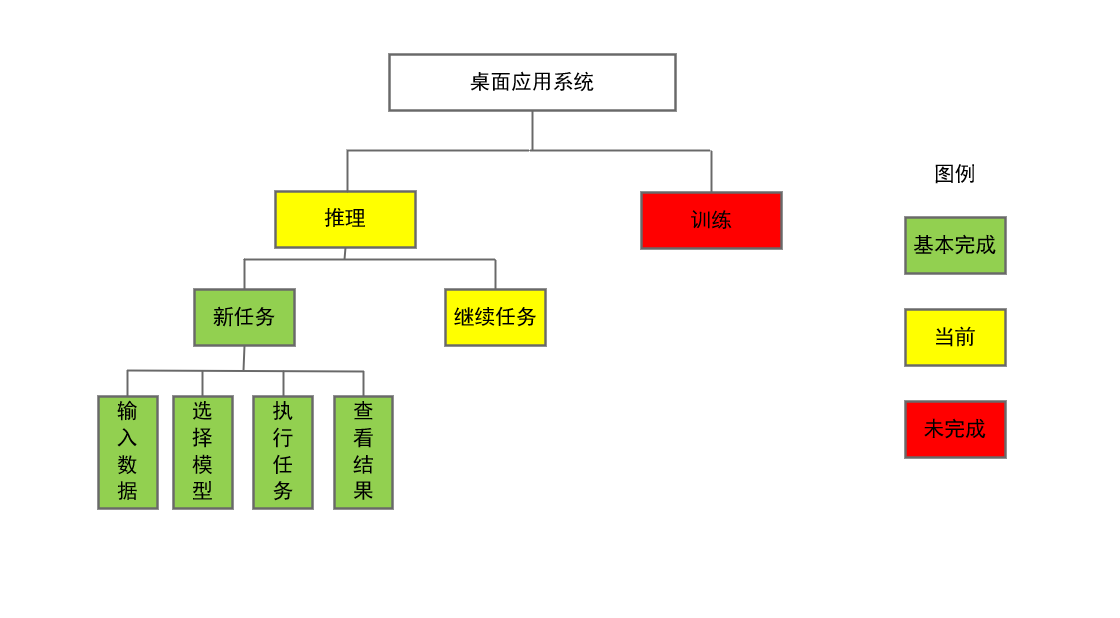 桌面应用系统
图例
推理
训练
基本完成
新任务
继续任务
当前
输入数据
选择模型
执行任务
查看结果
未完成